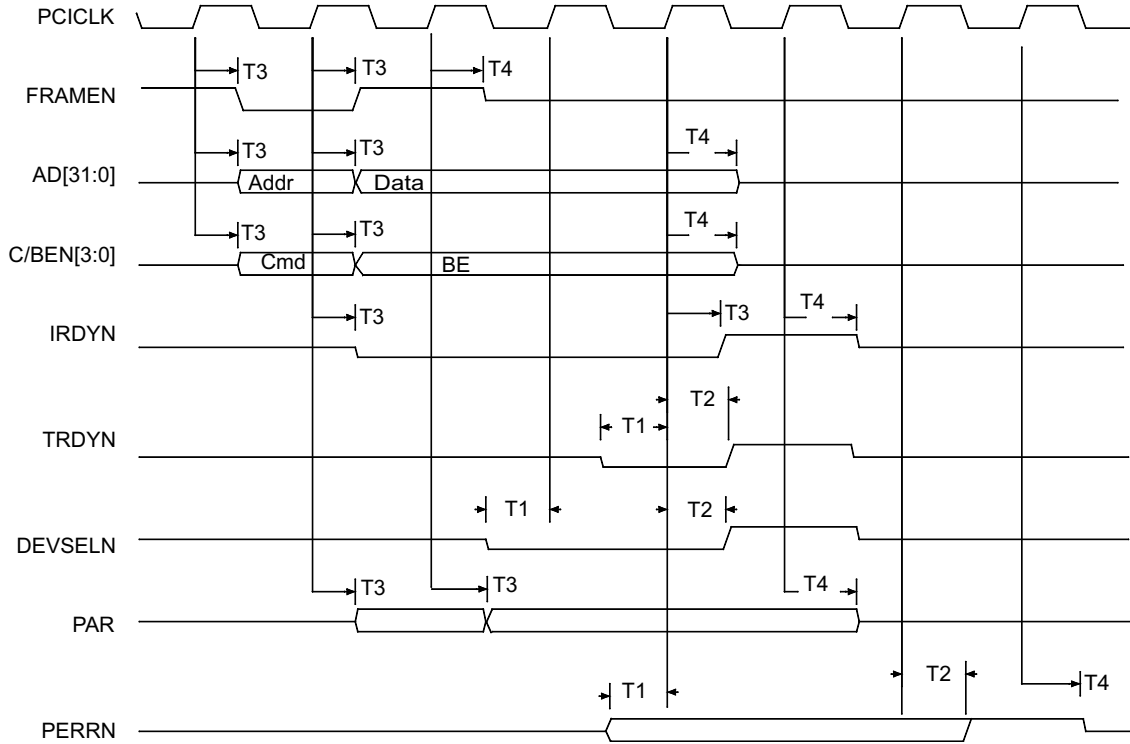 PCICLK
T3 T3 T4
FRAMEN
T3 T3 T4
AD[31:0] Addr Data
T3 T3 T4
C/BEN[3:0] Cmd BE
T3 T3 T4
IRDYN
T1 T2
TRDYN
T1 T2
DEVSELN
T3 T3 T4
PAR
T1 T2 T4
PERRN